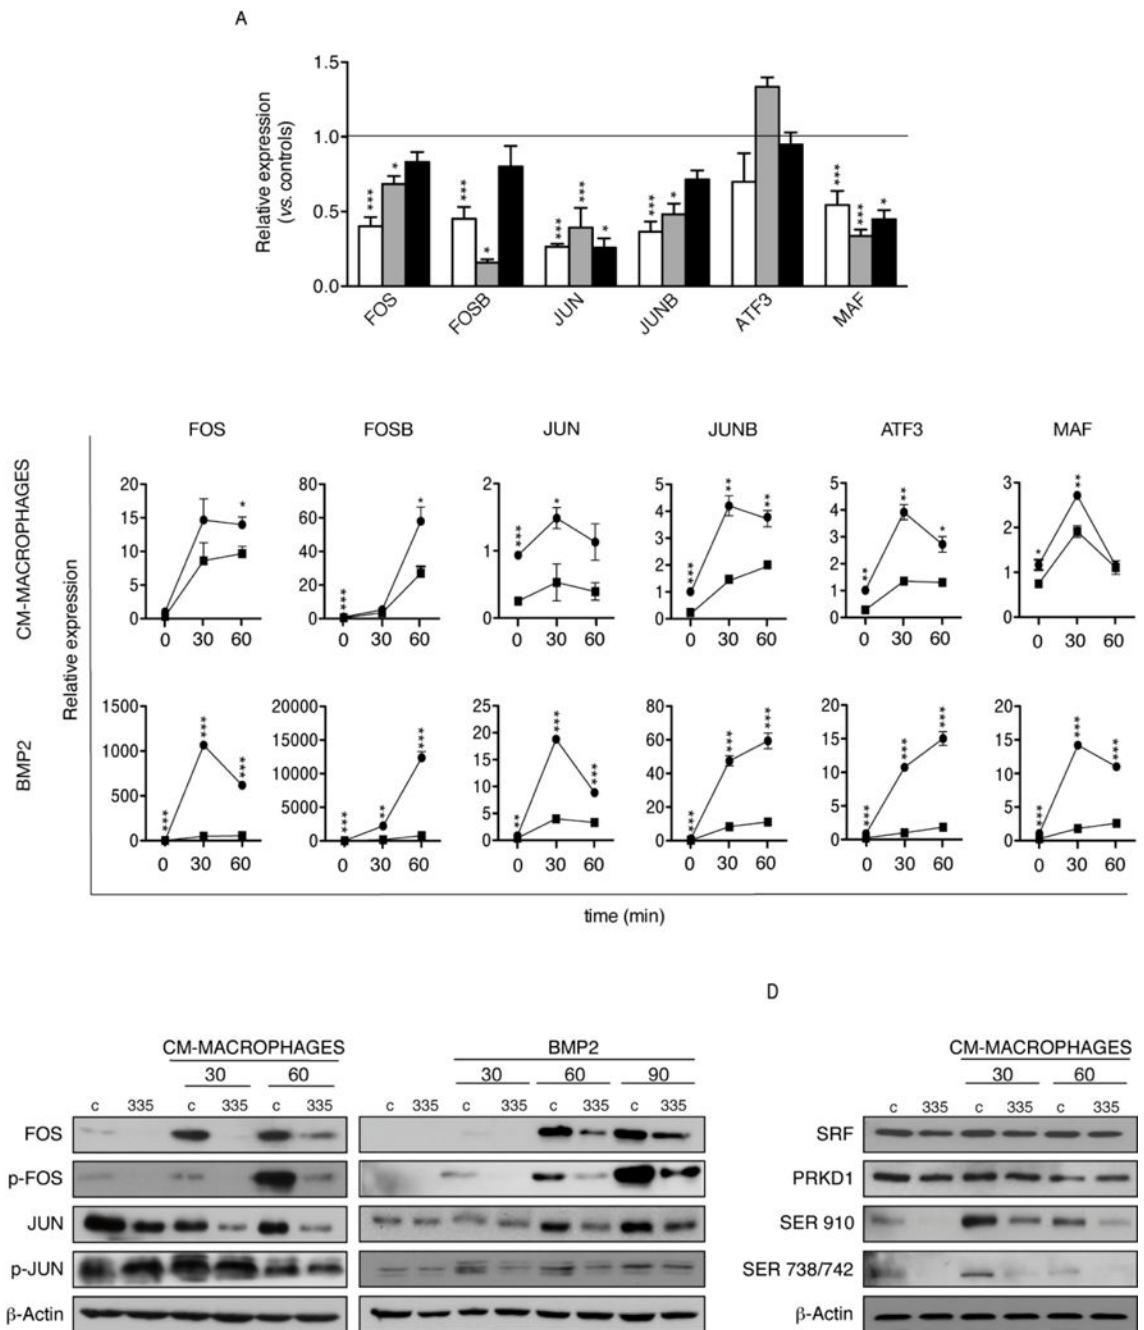 A
Relative expression
(vs. controls)
1.5
1.0
0.5
0.0
*** * *** * *** *** * *** * *** *** *
FOS FOSB JUN JUNB ATF3 MAF
FOS FOSB JUN JUNB ATF3 MAF
Relative expression
CM-MACROPHAGES
20 15 10 5 0
*
0 30 60
80 60 40 20 0
*** *
0 30 60
2 1 0
*** *
0 30 60
5 4 3 2 1 0
*** ** **
0 30 60
5 4 3 2 1 0
** ** *
0 30 60
3 2 1 0
* **
0 30 60
BMP2
1500 1000 500 0
*** *** ***
0 30 60
20000 15000 10000 5000 0
*** ** ***
0 30 60
25 20 15 10 5 0
** *** ***
0 30 60
80 60 40 20 0
*** *** ***
0 30 60
20 15 10 5 0
*** *** ***
0 30 60
20 15 10 5 0
*** *** ***
0 30 60
time (min)
D
CM-MACROPHAGES BMP2 CM-MACROPHAGES
30 60 30 60 90 30 60
c 335 c 335 c 335 c 335 c 335 c 335 c 335 c 335 c 335 c 335
FOS SRF
p-FOS PRKD1
JUN SER 910
p-JUN SER 738/742
β-Actin β-Actin